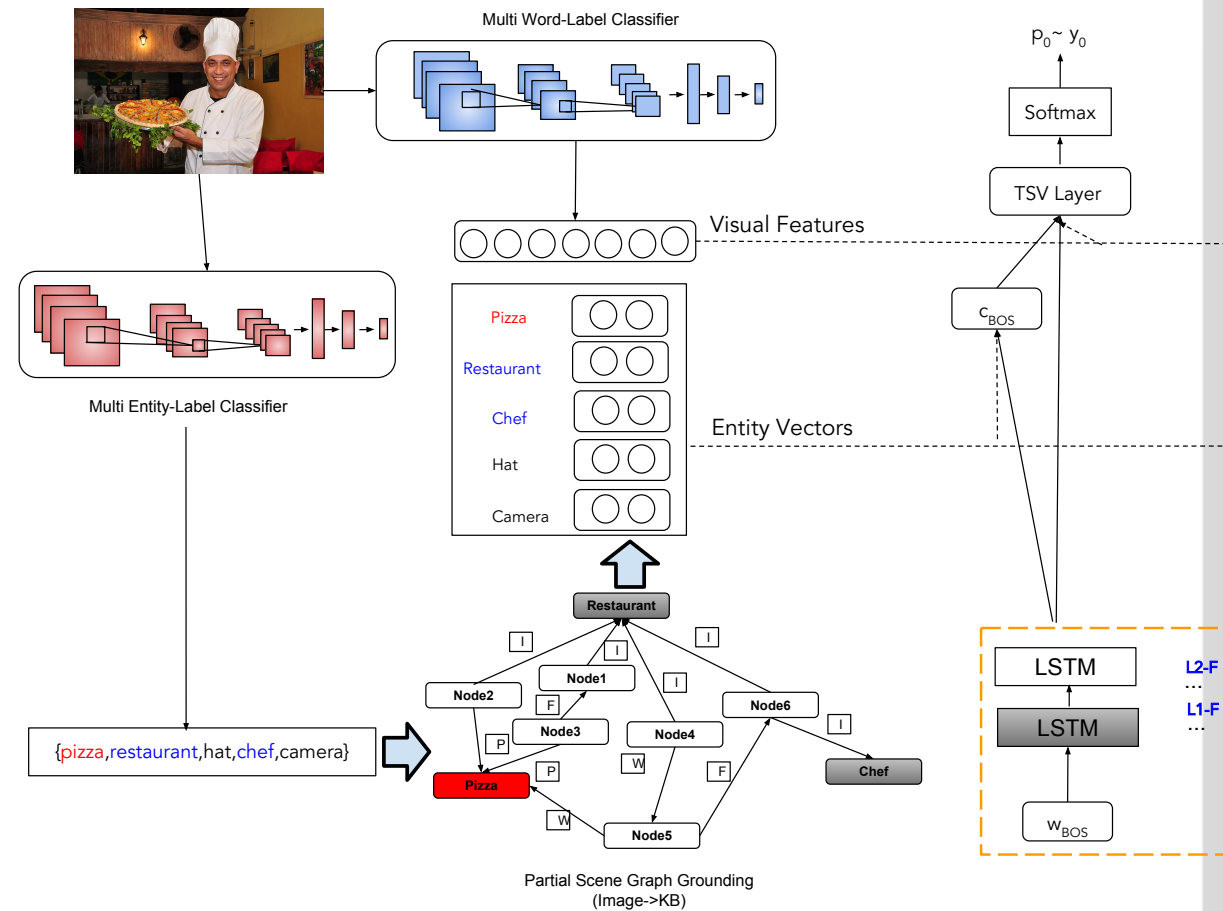 Multi Word-Label Classifier
p0~ y0
Softmax
TSV Layer
Visual Features
cBOS
Pizza
Restaurant
Chef
Entity Vectors
Hat
Camera
Multi Entity-Label Classifier
Restaurant
I
I
I
I
Node1
Node2
Node6
F
Node3
Node4
I
P
W
F
P
{pizza,restaurant,hat,chef,camera}
Pizza
Chef
W
Node5
LSTM
L2-F
...
L1-F
LSTM
...
wBOS
Partial Scene Graph Grounding
(Image->KB)